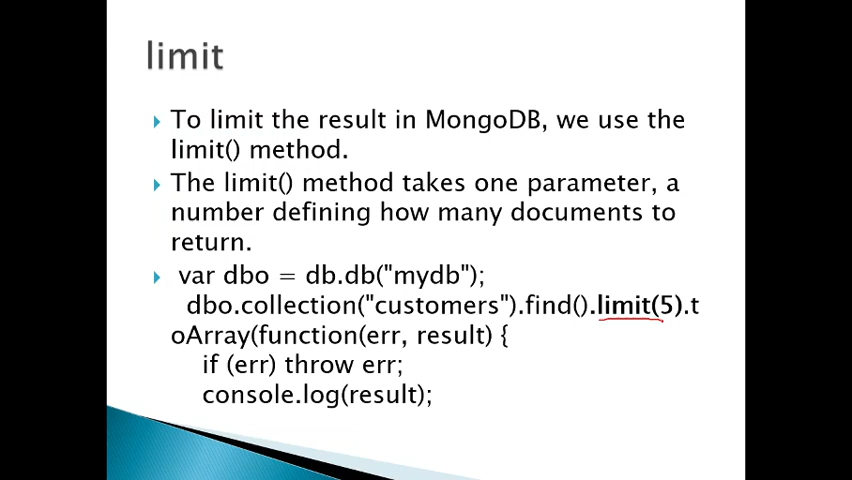 limit
To limit the result in MongoDB, we use the
limit() method.
The limit() method takes one parameter, a
number defining how many documents to
return.
var dbo = db.db("mydb");
dbo.collection("customers").find().limit(5).t
oArray(function(err, result) {
if (err) throw err;
console.log(result);